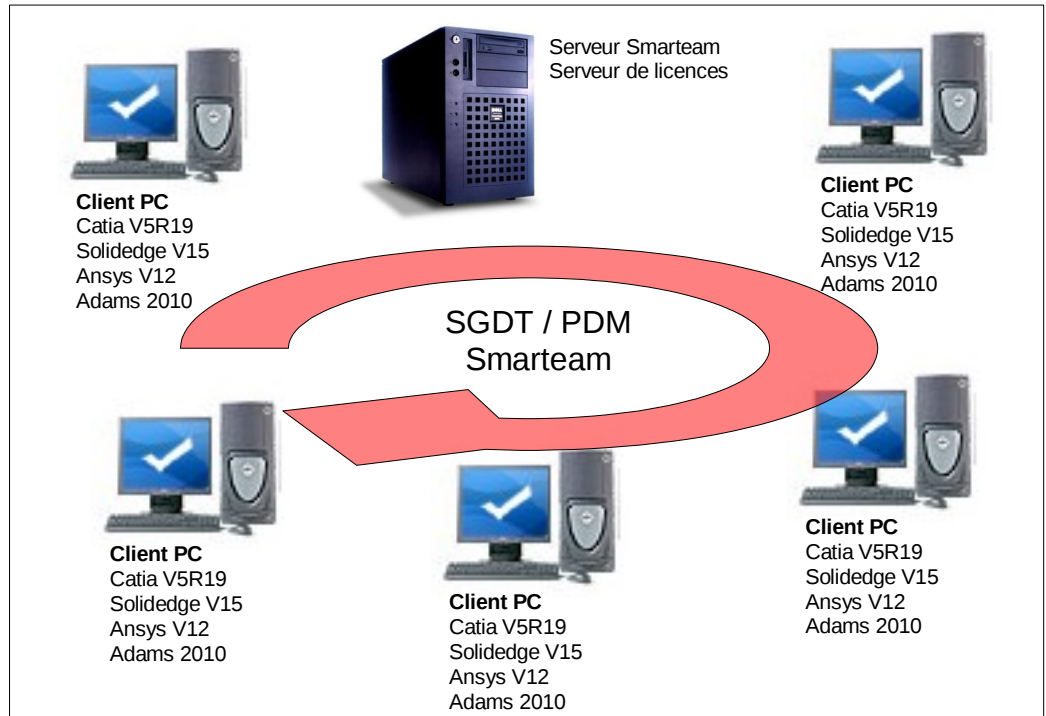 Serveur Smarteam
Serveur de licences
Client PC
Catia V5R19
Solidedge V15
Ansys V12
Adams 2010
Client PC
Catia V5R19
Solidedge V15
Ansys V12
Adams 2010
SGDT / PDM
Smarteam
Client PC
Catia V5R19
Solidedge V15
Ansys V12
Adams 2010
Client PC
Catia V5R19
Solidedge V15
Ansys V12
Adams 2010
Client PC
Catia V5R19
Solidedge V15
Ansys V12
Adams 2010